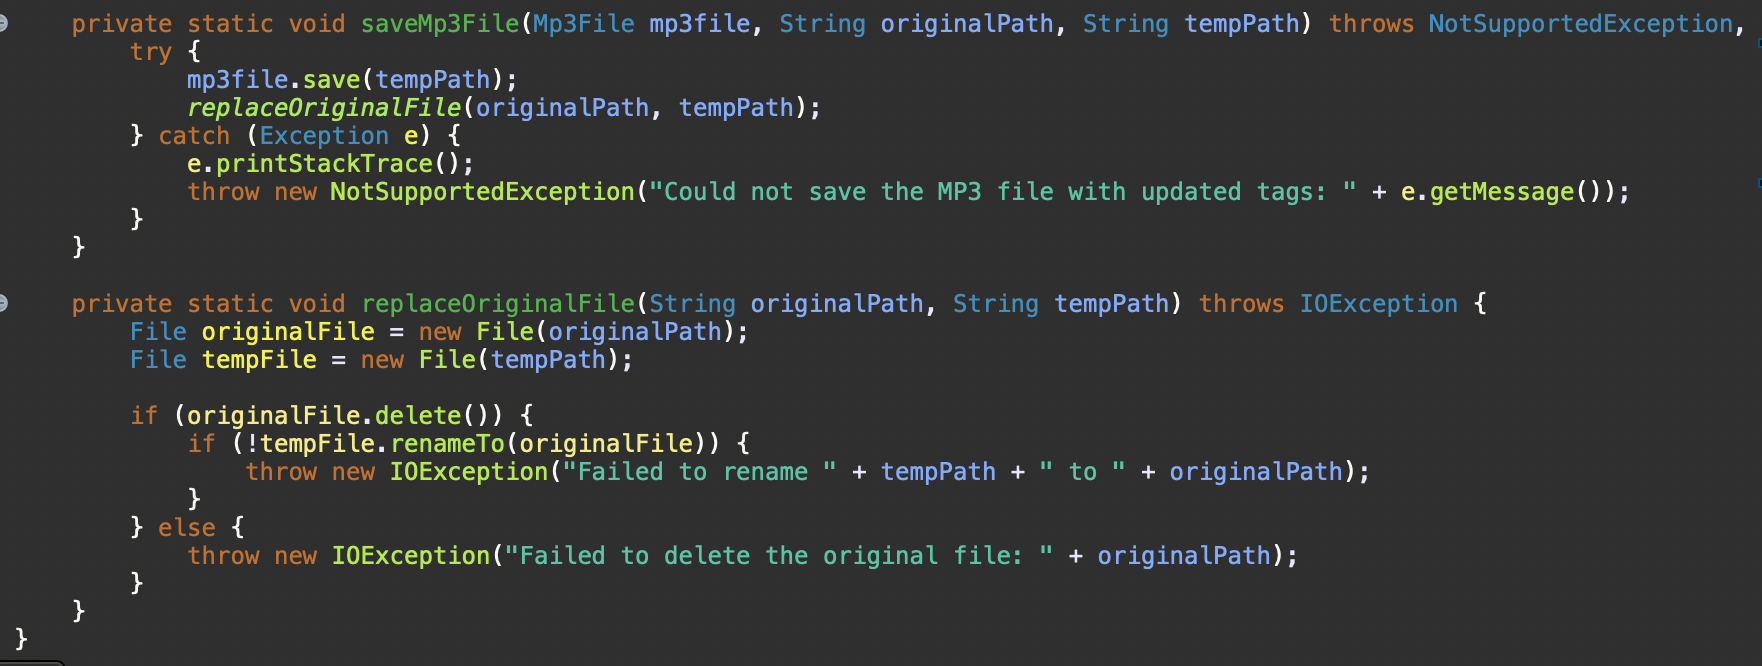 private static void saveMp3File(Mp3File mp3file, String originalPath, String tempPath) throws NotSupportedException,
try {
mp3file.save(tempPath);
replaceOriginalFile(originalPath, tempPath);
} catch (Exception e) {
e.printStackTrace();
throw new NotSupportedException("Could not save the MP3 file with updated tags: " + e.getMessage());
}
}
private static void replaceOriginalFile(String originalPath, String tempPath) throws IOException {
File originalFile = new File(originalPath);
File tempFile = new File(tempPath);
if (originalFile.delete()) {
if (!tempFile.renameTo(originalFile)) {
throw new IOException("Failed to rename " + tempPath + " to " + originalPath);
}
} else {
throw new IOException("Failed to delete the original file: " + originalPath);
}
}
}